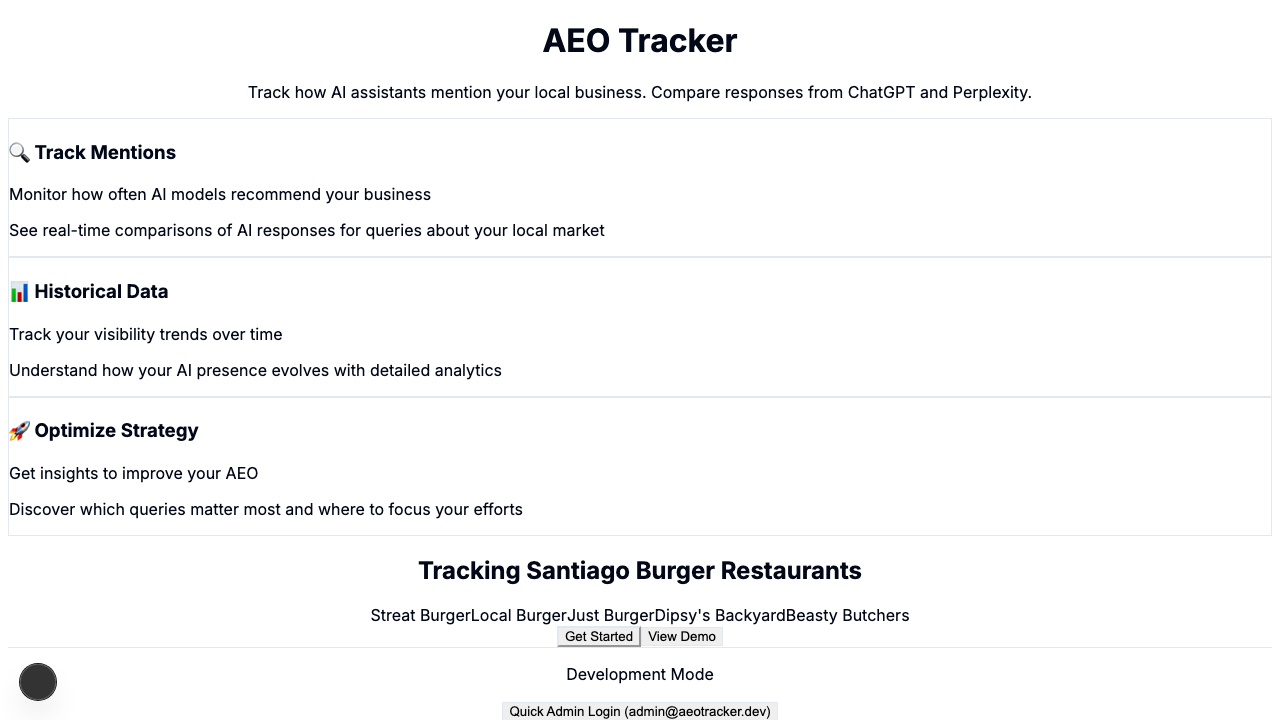 AEO Tracker
Track how AI assistants mention your local business. Compare responses from ChatGPT and Perplexity.
🔍 Track Mentions
Monitor how often AI models recommend your business
See real-time comparisons of AI responses for queries about your local market
📊 Historical Data
Track your visibility trends over time
Understand how your AI presence evolves with detailed analytics
🚀 Optimize Strategy
Get insights to improve your AEO
Discover which queries matter most and where to focus your efforts
Tracking Santiago Burger Restaurants
Streat BurgerLocal BurgerJust BurgerDipsy's BackyardBeasty Butchers
Get Started View Demo
Development Mode
Quick Admin Login (admin@aeotracker.dev)